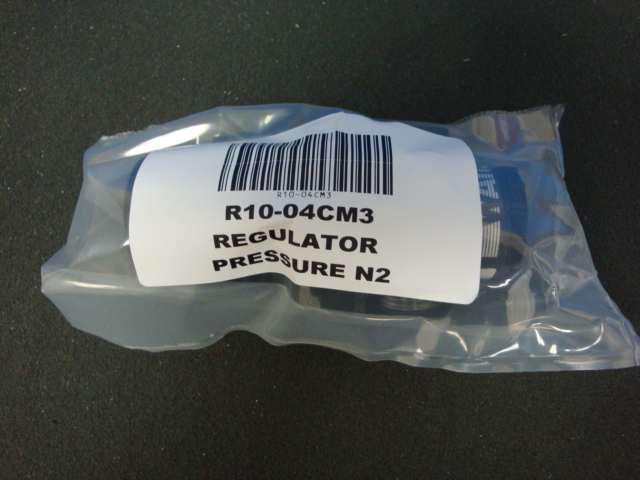 R10-04CM3
R10-04CM3
REGULATOR
PRESSURE N2